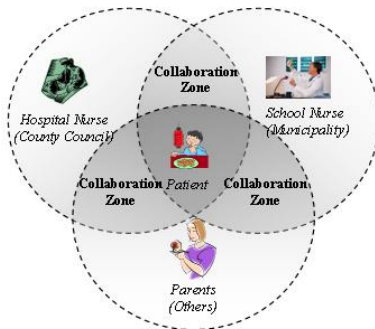 Collaboration
Zone
Hospital Nurse
(County Council)
School Nurse
(Municipality)
Collaboration
Zone
Patient
Collaboration
Zone
Parents
(Others)